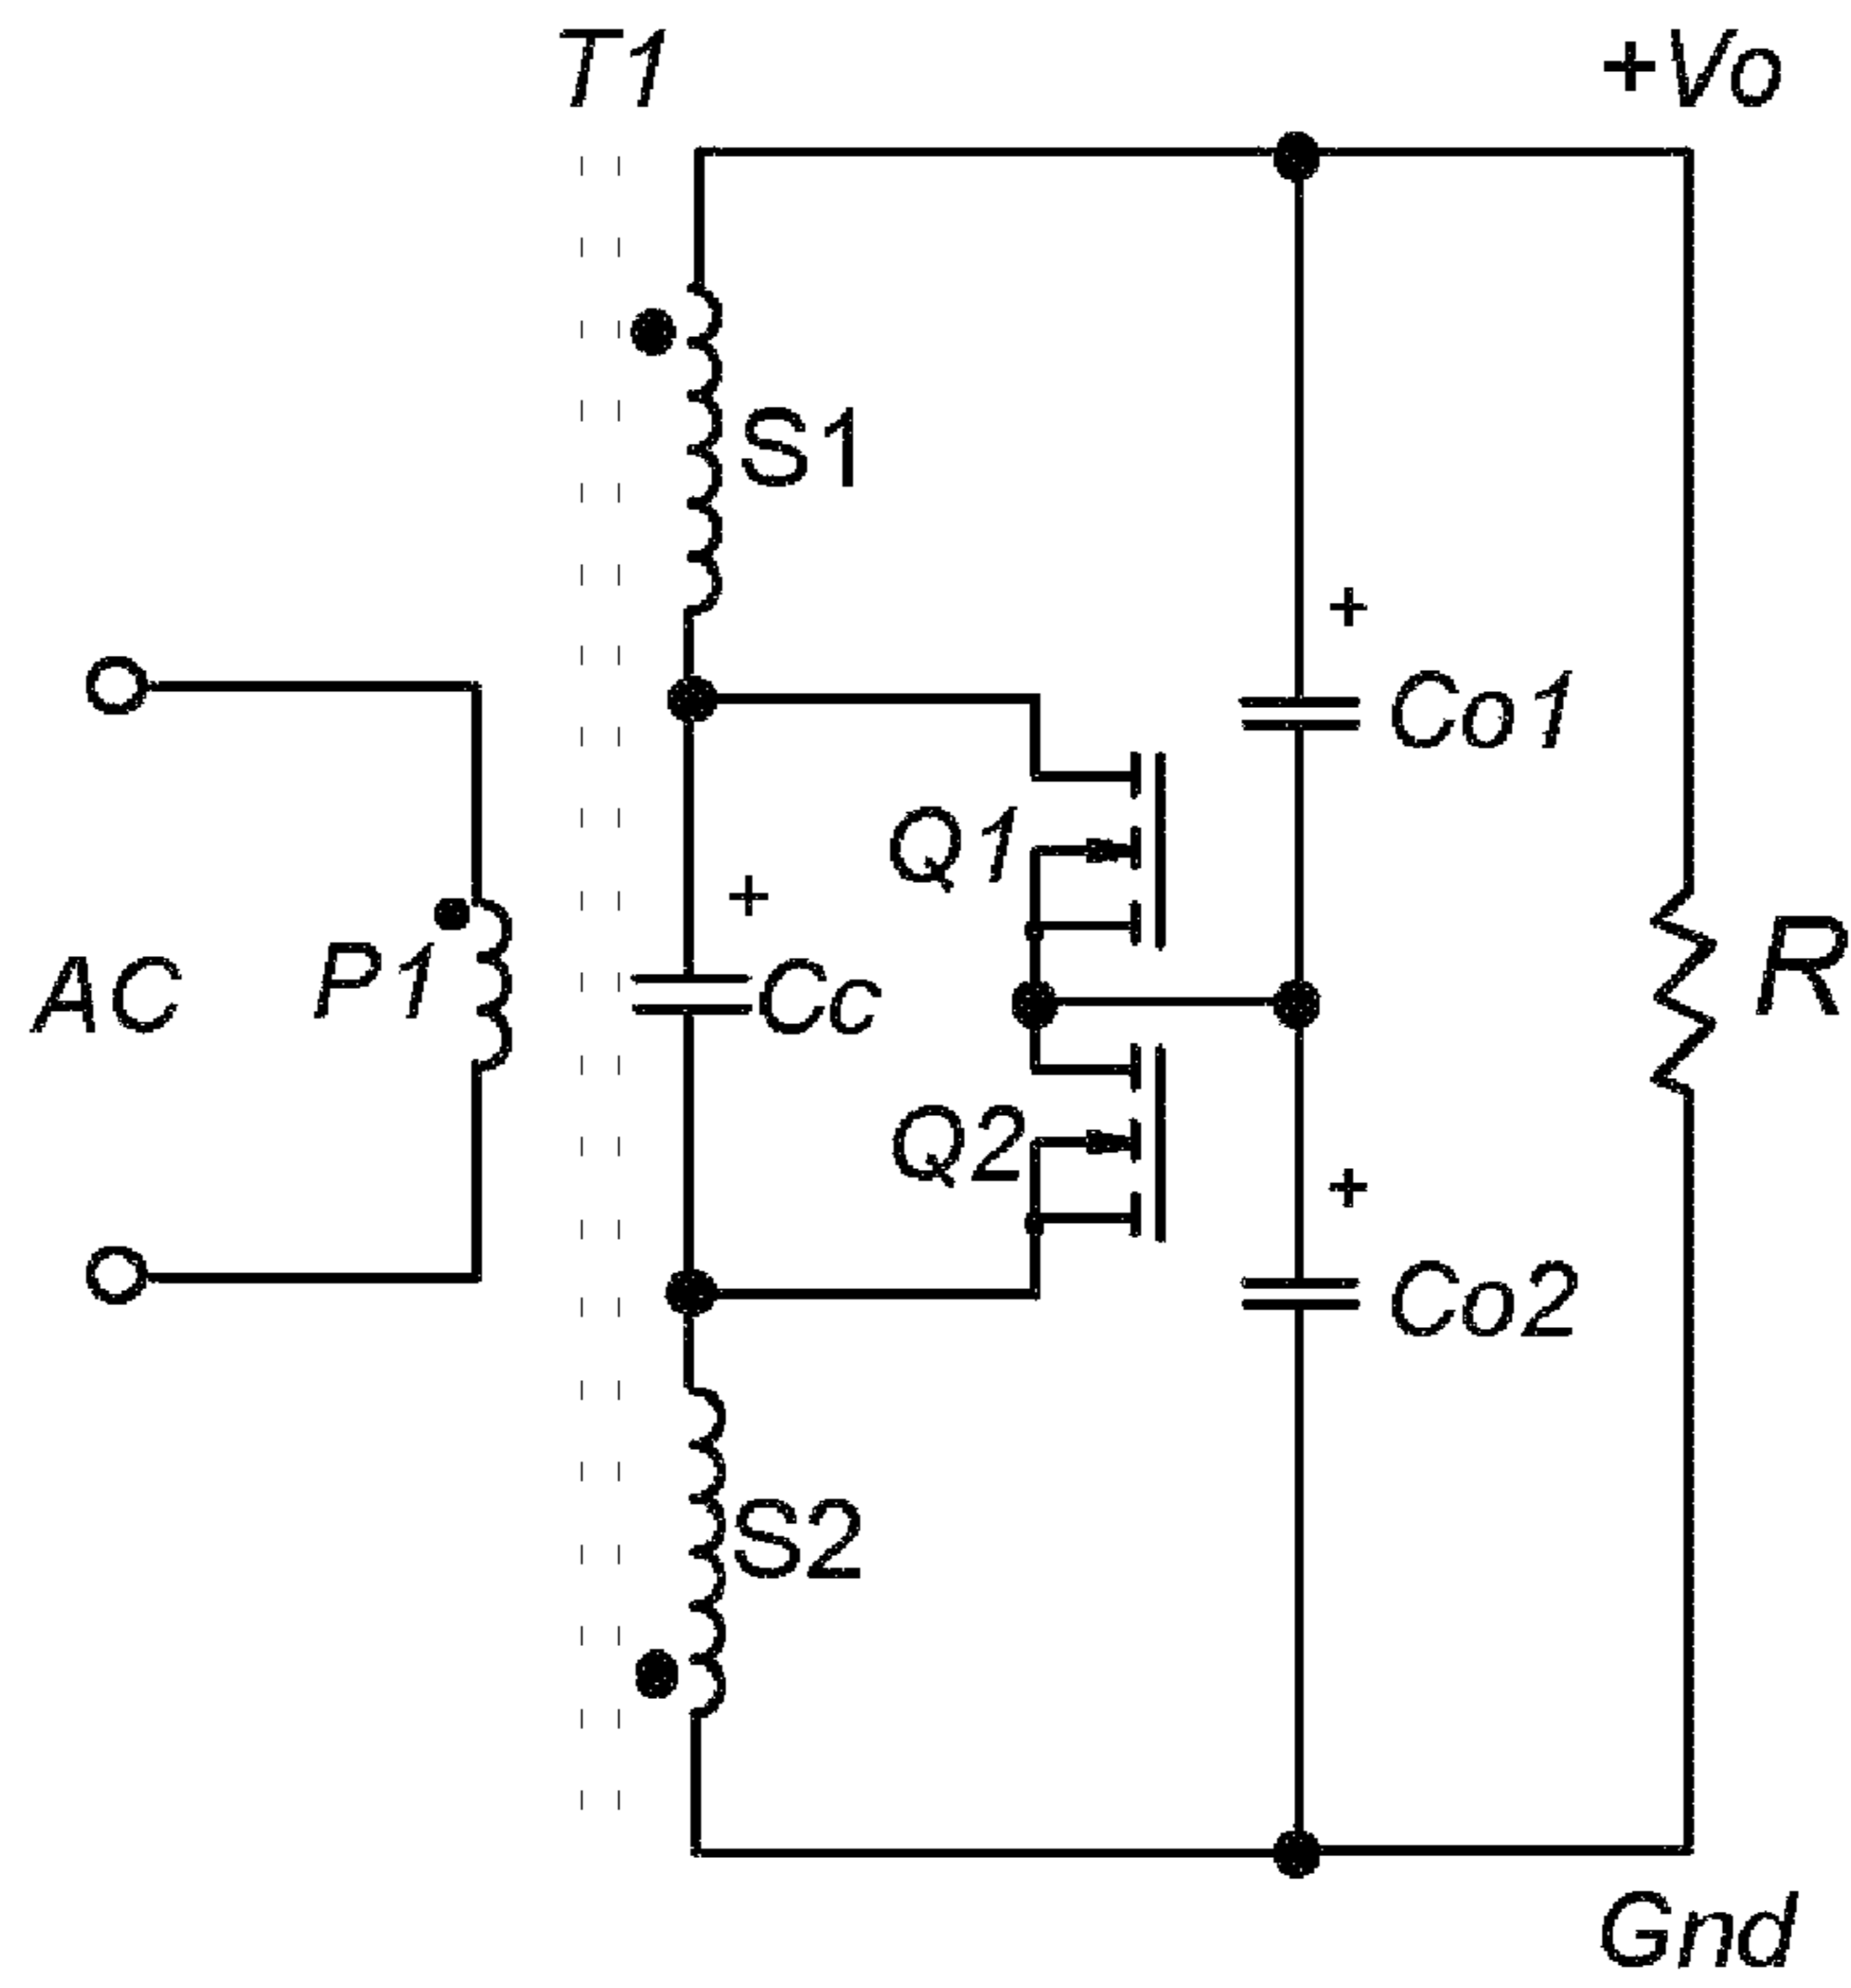 T1
+Vo
S1
+
Co1
Q1
+
AC
P1
Cc
R
Q2
+
Co2
S2
Gnd